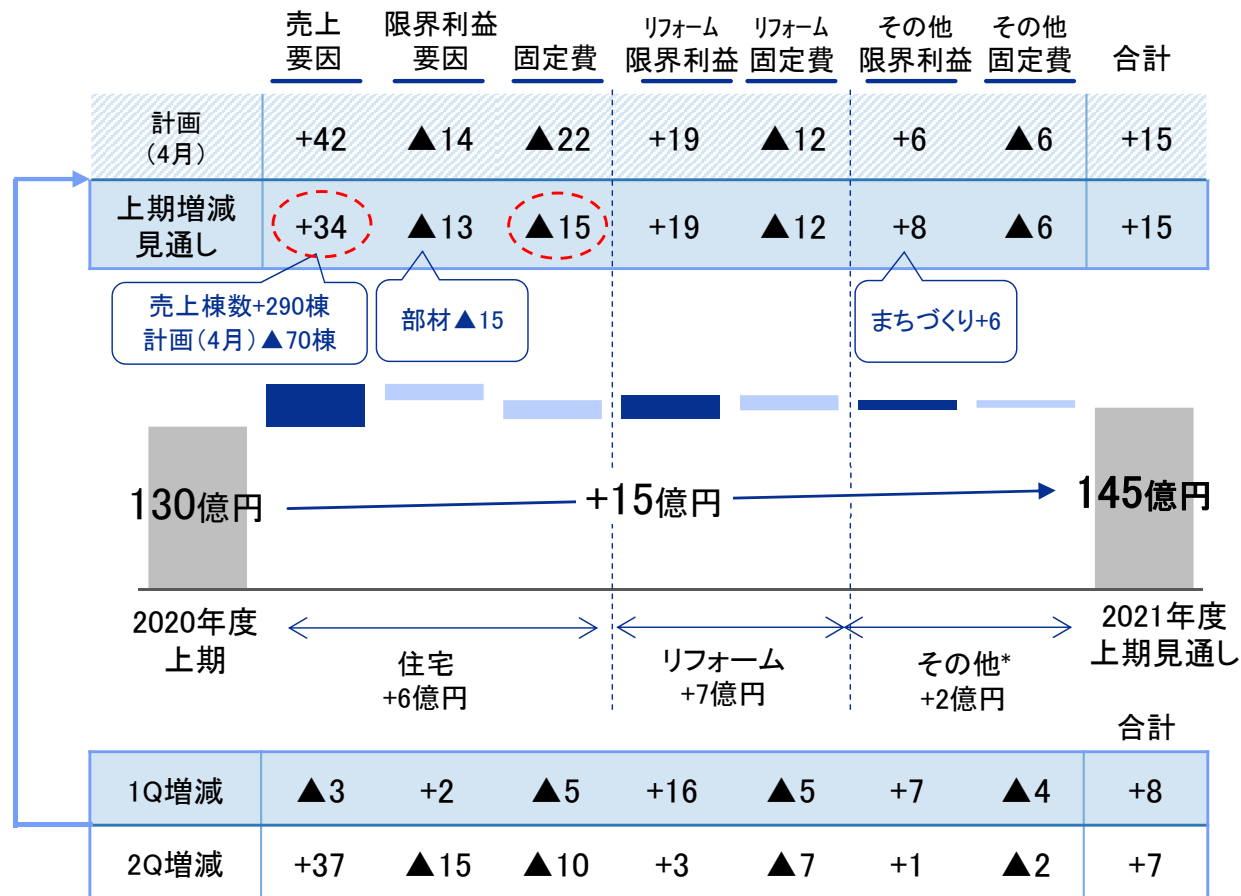 売上 限界利益 リフォーム リフォーム その他 その他
要因 要因 固定費 限界利益 固定費 限界利益 固定費 合計
計画
(4月) +42 ▲14 ▲22 +19 ▲12 +6 ▲6 +15
上期増減
見通し +34 ▲13 ▲15 +19 ▲12 +8 ▲6 +15
売上棟数+290棟
計画(4月)▲70棟
部材▲15
まちづくり+6
130億円 +15億円 145億円
2020年度
上期
住宅
+6億円
リフォーム
+7億円
その他*
+2億円
2021年度
上期見通し
合計
1Q増減 ▲3 +2 ▲5 +16 ▲5 +7 ▲4 +8
2Q増減 +37 ▲15 ▲10 +3 ▲7 +1 ▲2 +7